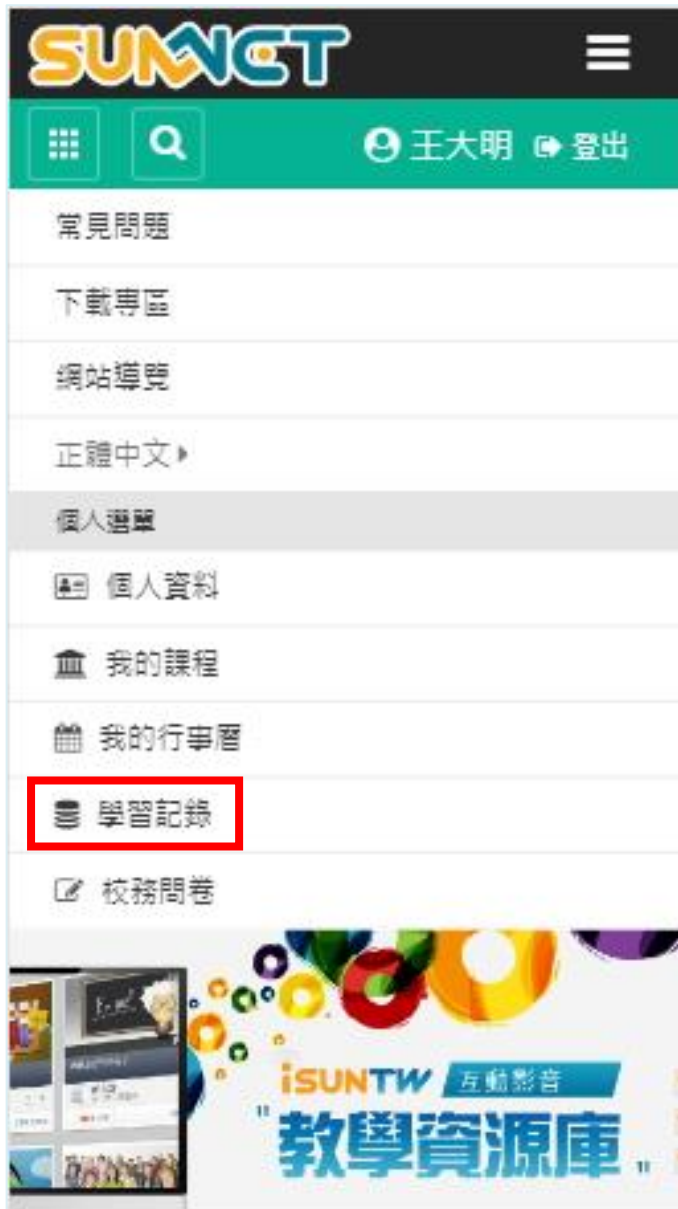 SUNNET
王大明 登出
常見問題
下載專區
網站導覽
正體中文
個人選單
個人資料
我的課程
我的行事曆
學習記錄
校務問卷
iSUNTW 互動影音
"教學資源庫"